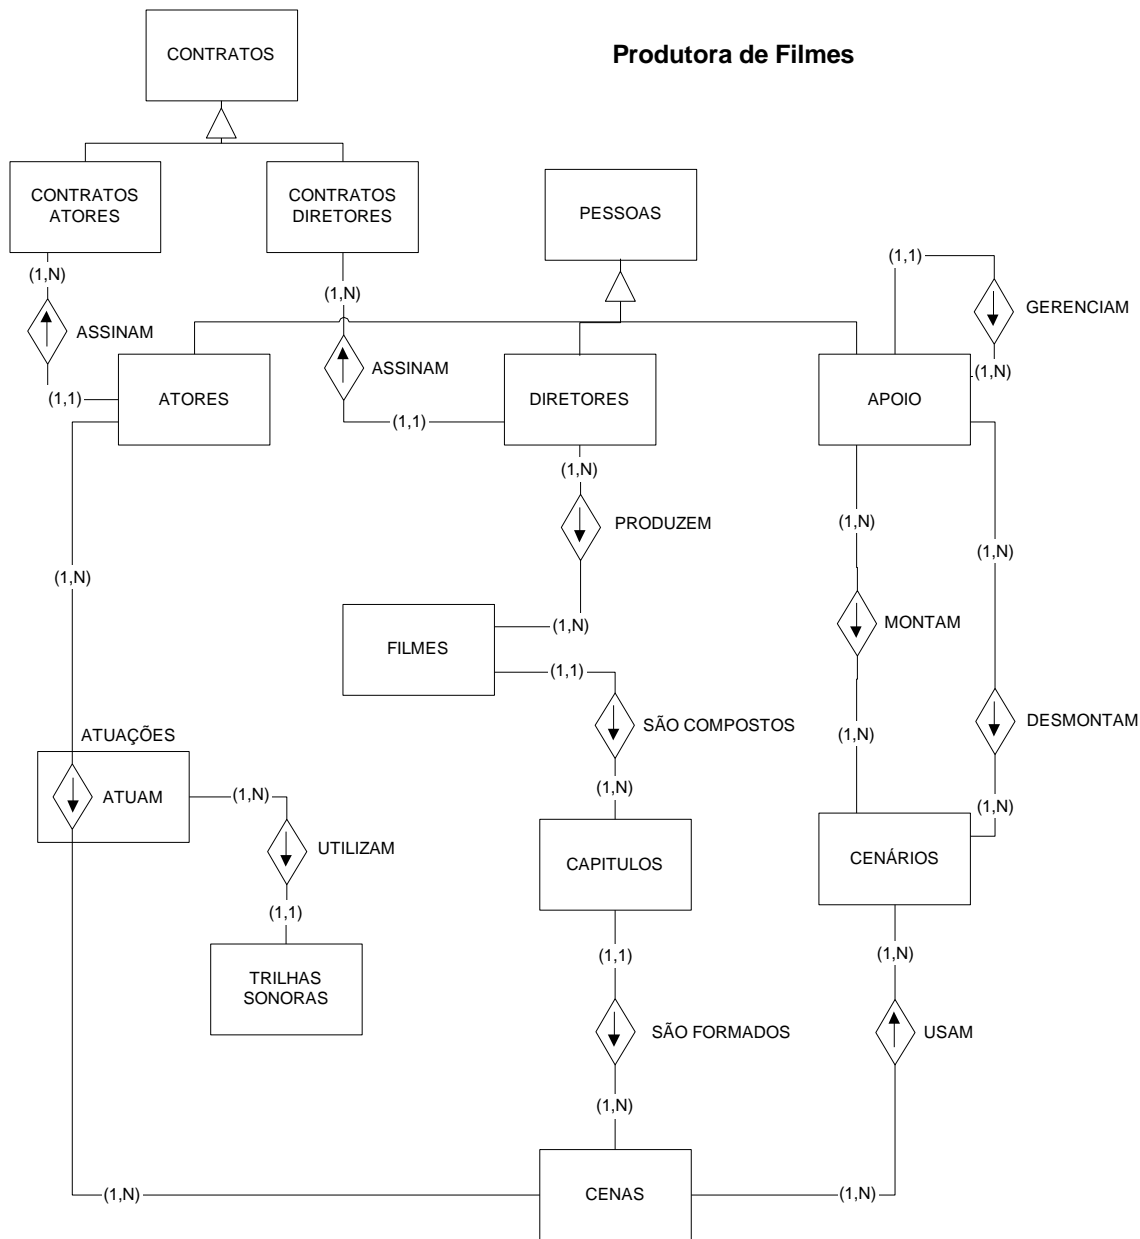 CONTRATOS
Produtora de Filmes
CONTRATOS
ATORES
CONTRATOS
DIRETORES
PESSOAS
(1,1)
(1,N)
(1,N)
GERENCIAM
ASSINAM
ASSINAM
(1,N)
(1,1)
ATORES
DIRETORES
APOIO
(1,1)
(1,N)
(1,N)
PRODUZEM
(1,N)
(1,N)
(1,N)
MONTAM
(1,N)
FILMES
(1,1)
SÃO COMPOSTOS
DESMONTAM
ATUAÇÕES
(1,N)
ATUAM
(1,N)
(1,N)
(1,N)
UTILIZAM
CAPITULOS
CENÁRIOS
(1,1)
TRILHAS
SONORAS
(1,1)
(1,N)
SÃO FORMADOS
USAM
(1,N)
(1,N)
CENAS
(1,N)